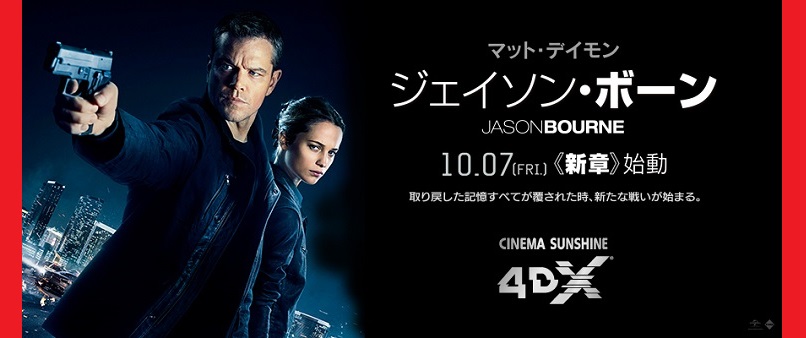 マット・デイモン
ジェイソン・ボーン
JASONBOURNE
10.07(FRI.)《新章》始動
取り戻した記憶すべてが覆された時、新たな戦いが始まる。
CINEMA SUNSHINE
4DX